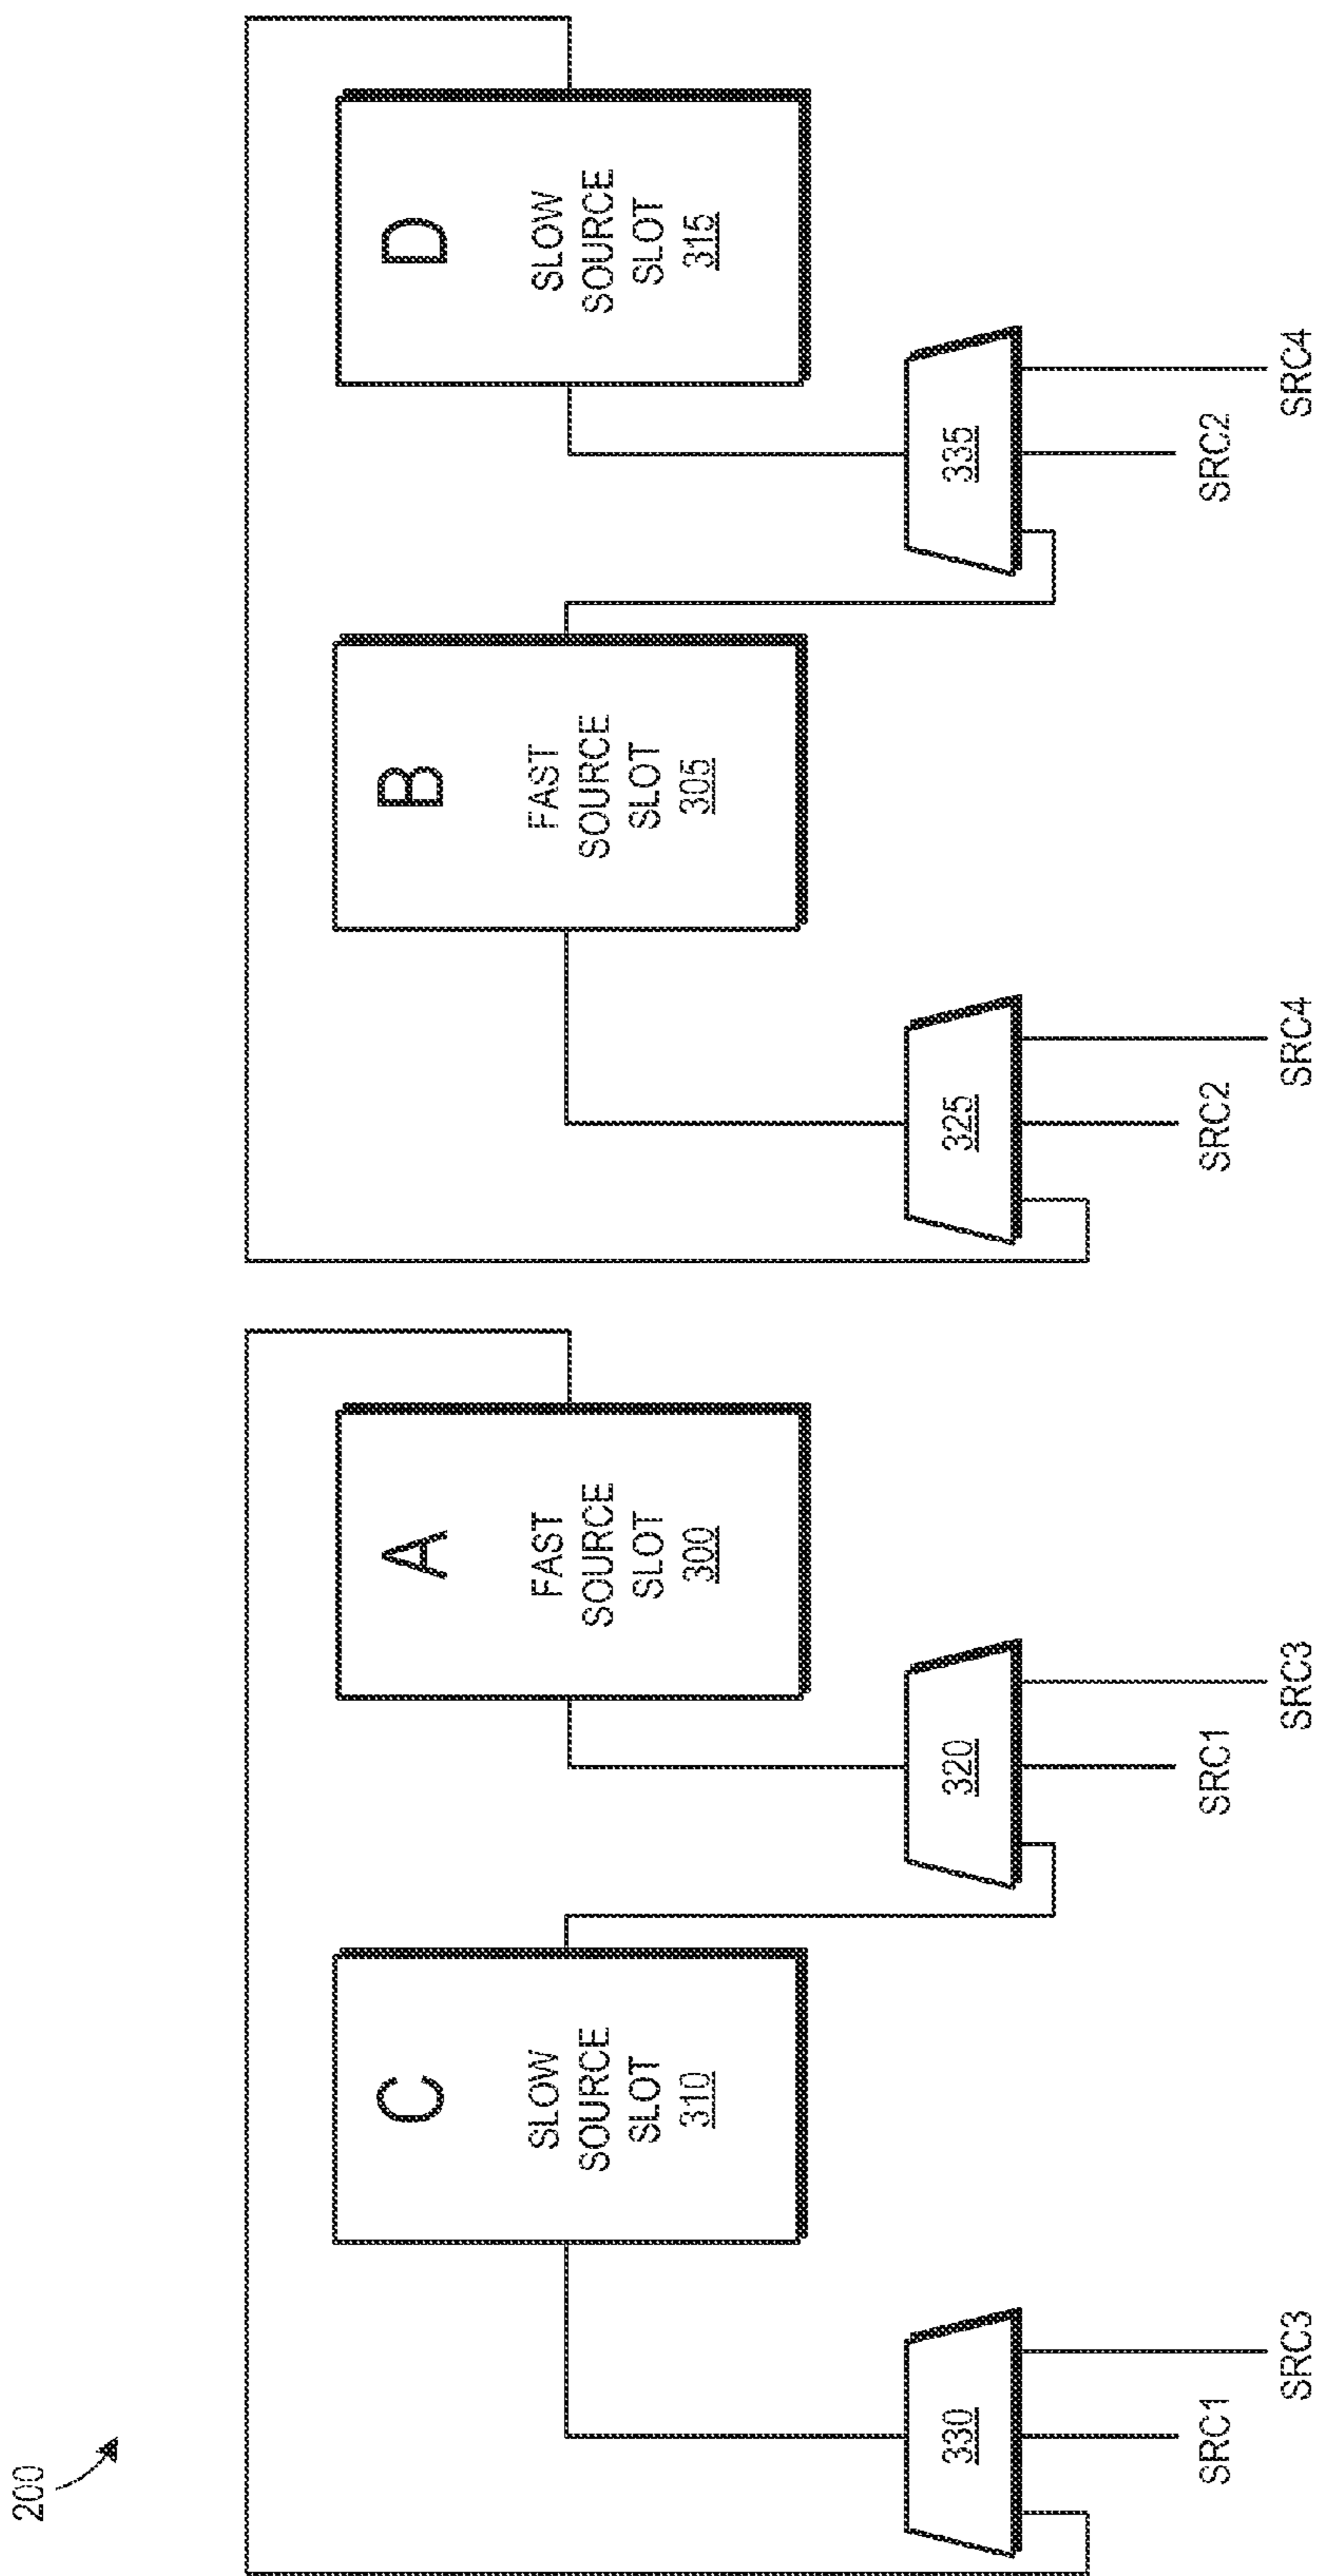 200
C
SLOW
SOURCE
SLOT
310
A
FAST
SOURCE
SLOT
300
B
FAST
SOURCE
SLOT
305
D
SLOW
SOURCE
SLOT
315
330
320
325
335
SRC1
SRC1
SRC2
SRC2
SRC3
SRC3
SRC4
SRC4